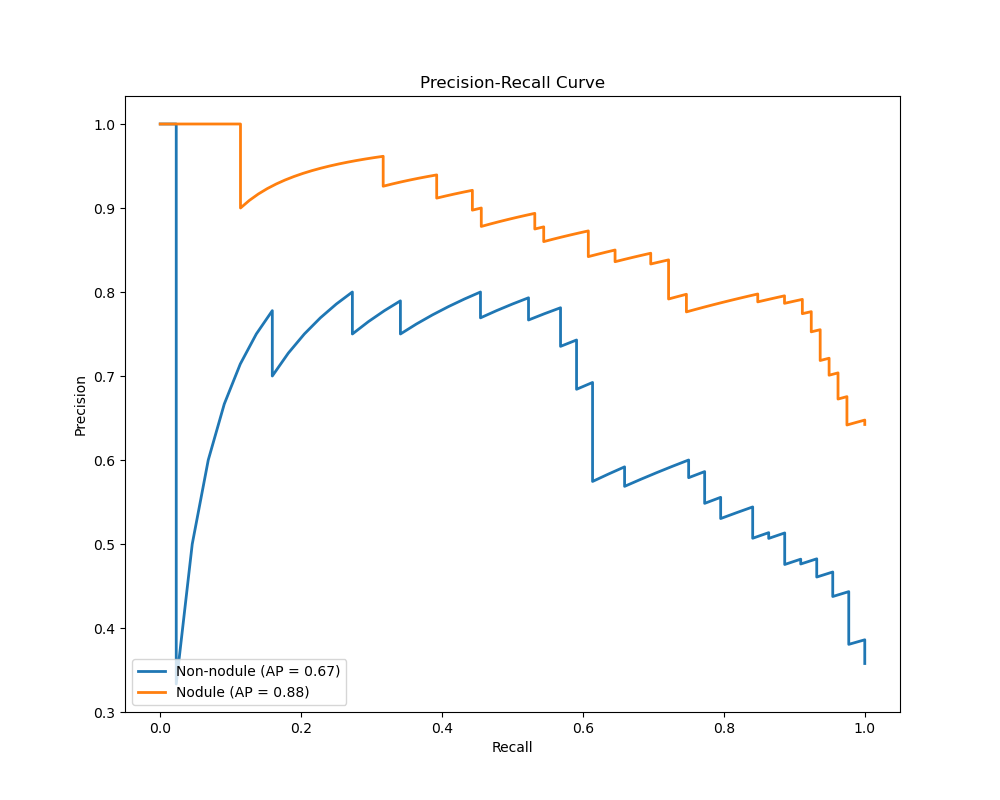 Precision-Recall Curve
Precision
1.0
0.9
0.8
0.7
0.6
0.5
0.4
0.3
Non-nodule (AP = 0.67)
Nodule (AP = 0.88)
0.0 0.2 0.4 0.6 0.8 1.0
Recall